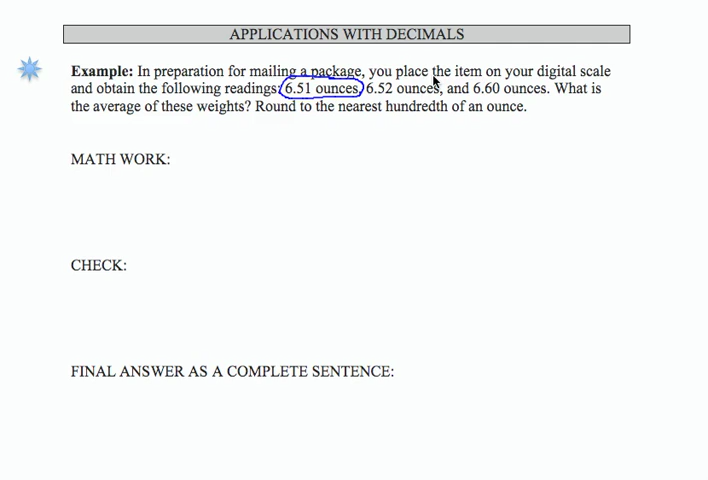 APPLICATIONS WITH DECIMALS
Example: In preparation for mailing a package, you place the item on your digital scale
and obtain the following readings: 6.51 ounces, 6.52 ounces, and 6.60 ounces. What is
the average of these weights? Round to the nearest hundredth of an ounce.
MATH WORK:
CHECK:
FINAL ANSWER AS A COMPLETE SENTENCE: